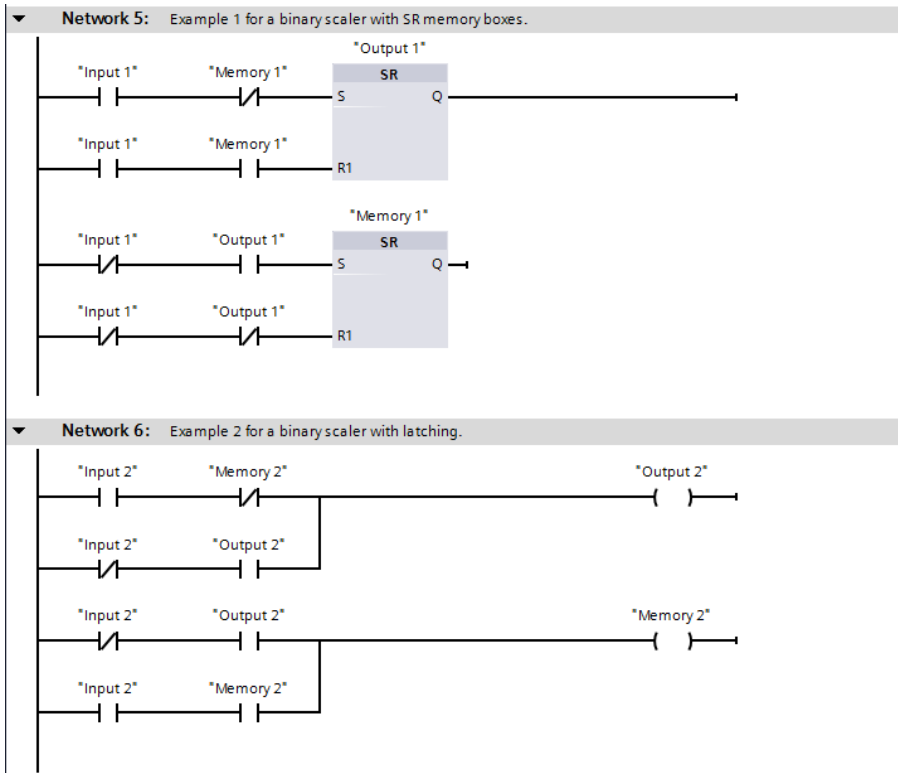 Network 5: Example 1 for a binary scaler with SR memory boxes.
"Output 1"
"Input 1" "Memory 1" SR
S Q
"Input 1" "Memory 1"
R1
"Memory 1"
"Input 1" "Output 1" SR
S Q
"Input 1" "Output 1"
R1
Network 6: Example 2 for a binary scaler with latching.
"Input 2" "Memory 2" "Output 2"
"Input 2" "Output 2"
"Input 2" "Output 2" "Memory 2"
"Input 2" "Memory 2"